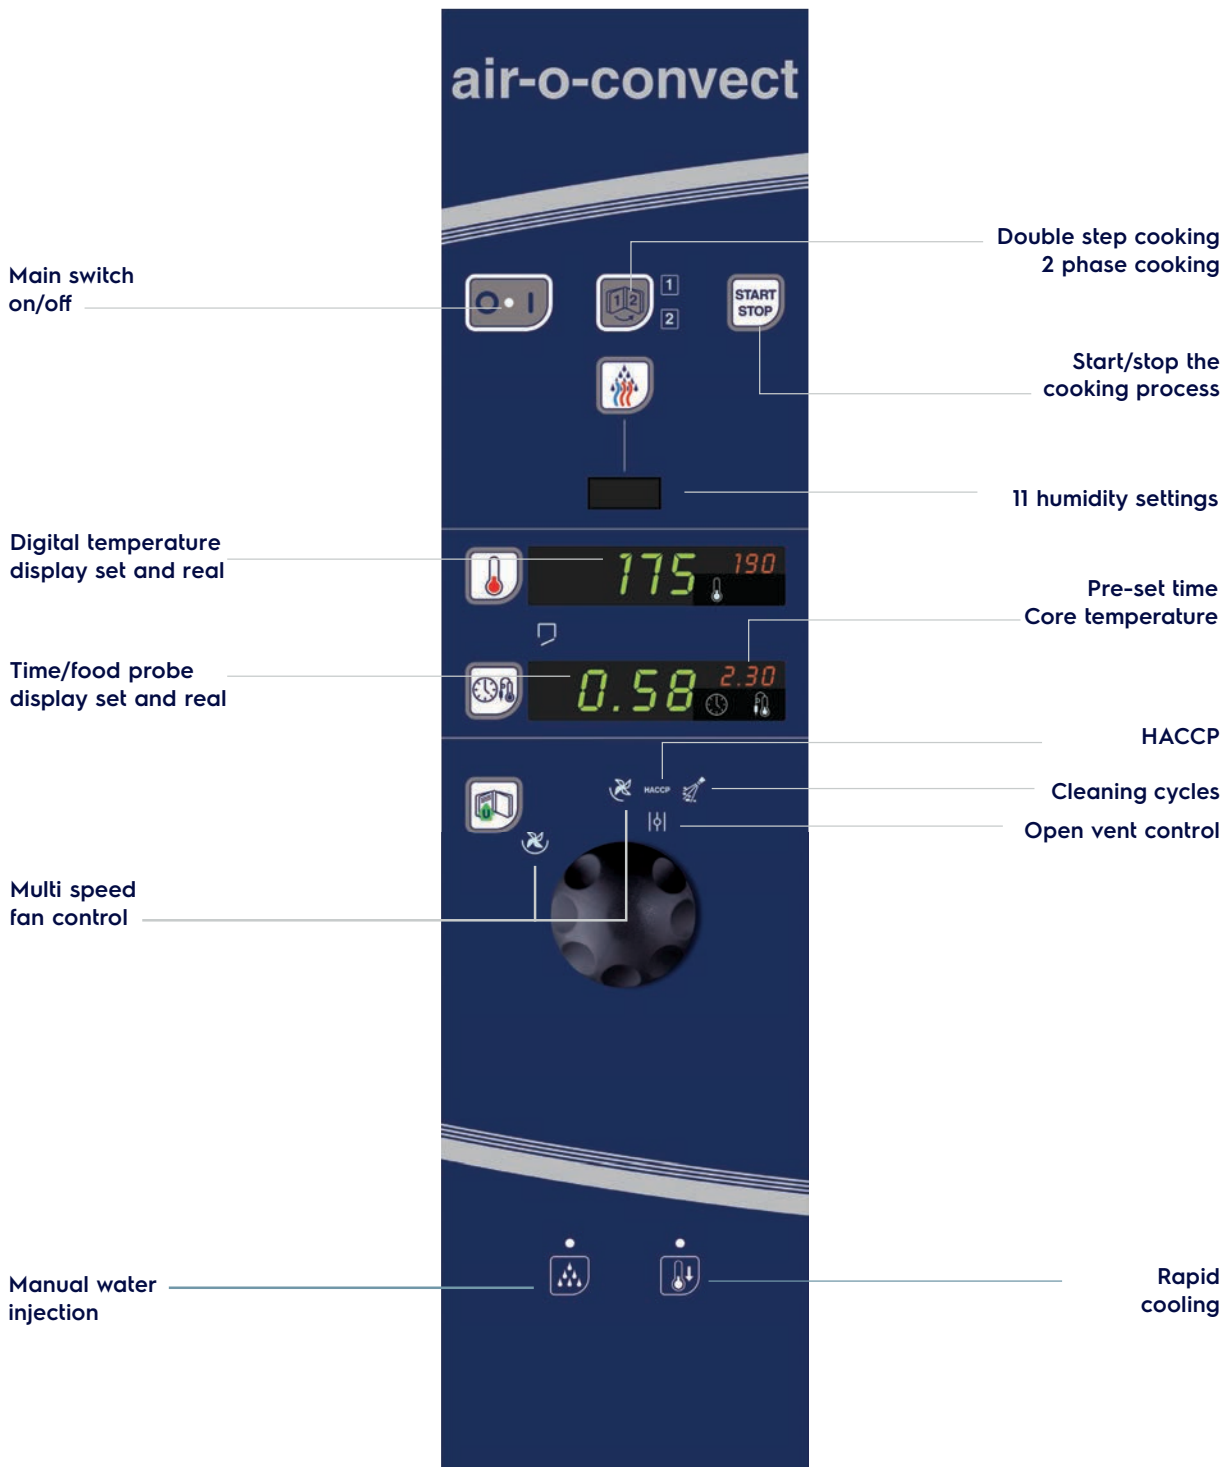 air-o-convect
Double step cooking
2 phase cooking
Main switch
on/off
O I
1 2
1
2
START
STOP
Start/stop the
cooking process
11 humidity settings
Digital temperature
display set and real
175
190
Pre-set time
Core temperature
Time/food probe
display set and real
0.58
2.30
HACCP
HACCP
U
Cleaning cycles
Open vent control
Multi speed
fan control
Manual water
injection
Rapid
cooling